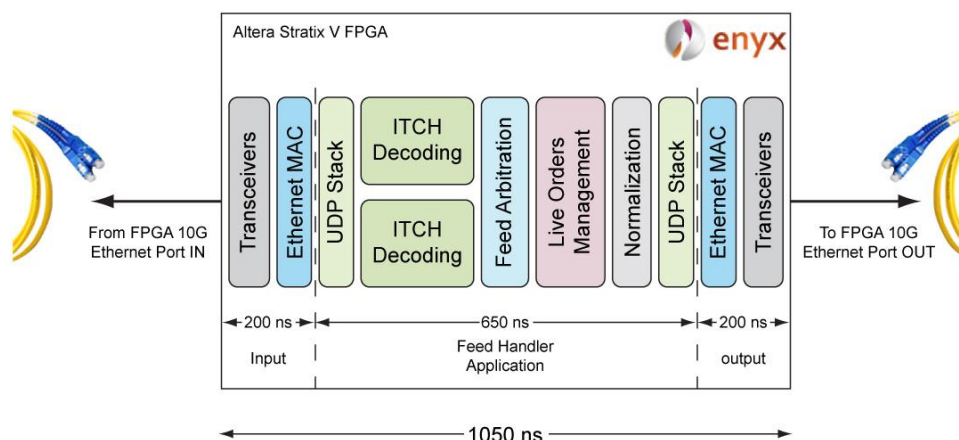 Altera Stratix V FPGA
enyx
Transceivers
Ethernet MAC
UDP Stack
ITCH
Decoding
ITCH
Decoding
Feed Arbitration
Live Orders
Management
Normalization
UDP Stack
Ethernet MAC
Transceivers
From FPGA 10G
Ethernet Port IN
To FPGA 10G
Ethernet Port OUT
200 ns
650 ns
200 ns
Input
Feed Handler
Application
output
1050 ns